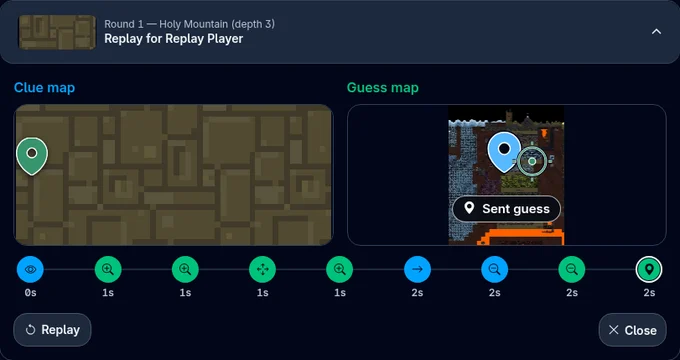 Round 1 — Holy Mountain (depth 3)
Replay for Replay Player
Clue map
Guess map
Sent guess
0s
1s
1s
1s
1s
2s
2s
2s
2s
Replay
Close